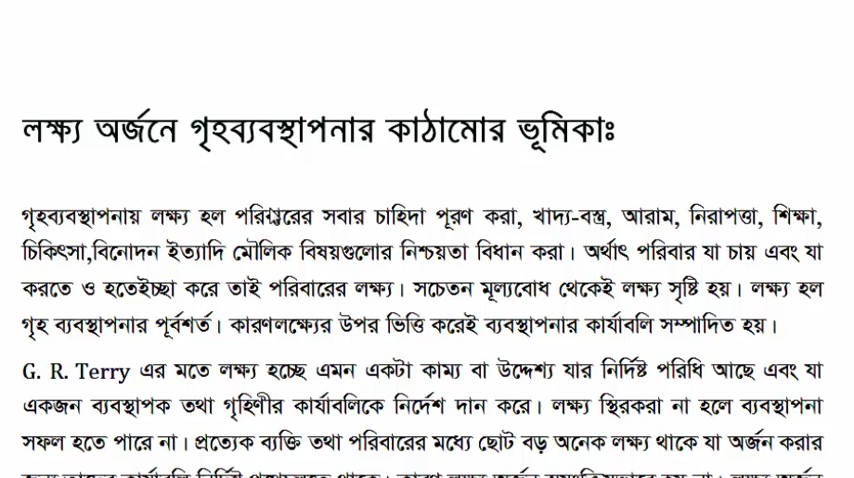 লক্ষ্য অর্জনে গৃহব্যবস্থাপনার কাঠামোর ভূমিকাঃ
গৃহব্যবস্থাপনায় লক্ষ্য হল পরিবারের সবার চাহিদা পূরণ করা, খাদ্য-বস্ত্র, আরাম, নিরাপত্তা, শিক্ষা,
চিকিৎসা,বিনোদন ইত্যাদি মৌলিক বিষয়গুলোর নিশ্চয়তা বিধান করা। অর্থাৎ পরিবার যা চায় এবং যা
করতে ও হতেইচ্ছা করে তাই পরিবারের লক্ষ্য। সচেতন মূল্যবোধ থেকেই লক্ষ্য সৃষ্টি হয়। লক্ষ্য হল
গৃহ ব্যবস্থাপনার পূর্বশর্ত। কারণলক্ষ্যের উপর ভিত্তি করেই ব্যবস্থাপনার কার্যাবলি সম্পাদিত হয়।
G. R. Terry এর মতে লক্ষ্য হচ্ছে এমন একটা কাম্য বা উদ্দেশ্য যার নির্দিষ্ট পরিধি আছে এবং যা
একজন ব্যবস্থাপক তথা গৃহিণীর কার্যাবলিকে নির্দেশ দান করে। লক্ষ্য স্থিরকরা না হলে ব্যবস্থাপনা
সফল হতে পারে না। প্রত্যেক ব্যক্তি তথা পরিবারের মধ্যে ছোট বড় অনেক লক্ষ্য থাকে যা অর্জন করার